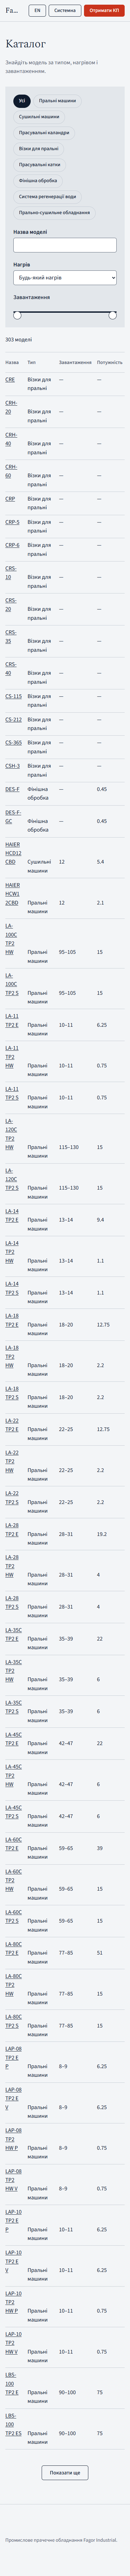 Fa...
EN
Система
Отримати КП
Каталог
Знайдіть модель за типом, нагрівом і
завантаженням.
Усі
Пральні машини
Сушильні машини
Прасувальні каландри
Візки для пральні
Прасувальні катки
Фінішна обробка
Система регенерації води
Прально-сушильне обладнання
Назва моделі
Нагрів
Будь-який нагрів
Завантаження
303 моделі
Назва Тип Завантаження Потужність
CRE Візки для — —
пральні
CRH-
20 Візки для — —
пральні
CRH-
40 Візки для — —
пральні
CRH-
60 Візки для — —
пральні
CRP Візки для — —
пральні
CRP-5 Візки для — —
пральні
CRP-6 Візки для — —
пральні
CRS-
10 Візки для — —
пральні
CRS-
20 Візки для — —
пральні
CRS-
35 Візки для — —
пральні
CRS-
40 Візки для — —
пральні
CS-115 Візки для — —
пральні
CS-212 Візки для — —
пральні
CS-365 Візки для — —
пральні
CSH-3 Візки для — —
пральні
DES-F Фінішна — 0.45
обробка
DES-F-
GC Фінішна — 0.45
обробка
HAIER
HCD12
CBD Сушильні 12 5.4
машини
HAIER
HCW1
2CBD Пральні 12 2.1
машини
LA-
100C
TP2
HW Пральні 95–105 15
машини
LA-
100C
TP2 S Пральні 95–105 15
машини
LA-11
TP2 E Пральні 10–11 6.25
машини
LA-11
TP2
HW Пральні 10–11 0.75
машини
LA-11
TP2 S Пральні 10–11 0.75
машини
LA-
120C
TP2
HW Пральні 115–130 15
машини
LA-
120C
TP2 S Пральні 115–130 15
машини
LA-14
TP2 E Пральні 13–14 9.4
машини
LA-14
TP2
HW Пральні 13–14 1.1
машини
LA-14
TP2 S Пральні 13–14 1.1
машини
LA-18
TP2 E Пральні 18–20 12.75
машини
LA-18
TP2
HW Пральні 18–20 2.2
машини
LA-18
TP2 S Пральні 18–20 2.2
машини
LA-22
TP2 E Пральні 22–25 12.75
машини
LA-22
TP2
HW Пральні 22–25 2.2
машини
LA-22
TP2 S Пральні 22–25 2.2
машини
LA-28
TP2 E Пральні 28–31 19.2
машини
LA-28
TP2
HW Пральні 28–31 4
машини
LA-28
TP2 S Пральні 28–31 4
машини
LA-35C
TP2 E Пральні 35–39 22
машини
LA-35C
TP2
HW Пральні 35–39 6
машини
LA-35C
TP2 S Пральні 35–39 6
машини
LA-45C
TP2 E Пральні 42–47 22
машини
LA-45C
TP2
HW Пральні 42–47 6
машини
LA-45C
TP2 S Пральні 42–47 6
машини
LA-60C
TP2 E Пральні 59–65 39
машини
LA-60C
TP2
HW Пральні 59–65 15
машини
LA-60C
TP2 S Пральні 59–65 15
машини
LA-80C
TP2 E Пральні 77–85 51
машини
LA-80C
TP2
HW Пральні 77–85 15
машини
LA-80C
TP2 S Пральні 77–85 15
машини
LAP-08
TP2 E
P Пральні 8–9 6.25
машини
LAP-08
TP2 E
V Пральні 8–9 6.25
машини
LAP-08
TP2
HW P Пральні 8–9 0.75
машини
LAP-08
TP2
HW V Пральні 8–9 0.75
машини
LAP-10
TP2 E
P Пральні 10–11 6.25
машини
LAP-10
TP2 E
V Пральні 10–11 6.25
машини
LAP-10
TP2
HW P Пральні 10–11 0.75
машини
LAP-10
TP2
HW V Пральні 10–11 0.75
машини
LBS-
100
TP2 E Пральні 90–100 75
машини
LBS-
100
TP2 ES Пральні 90–100 75
машини
Показати ще
Промислове пральне обладнання Fagor Industrial.